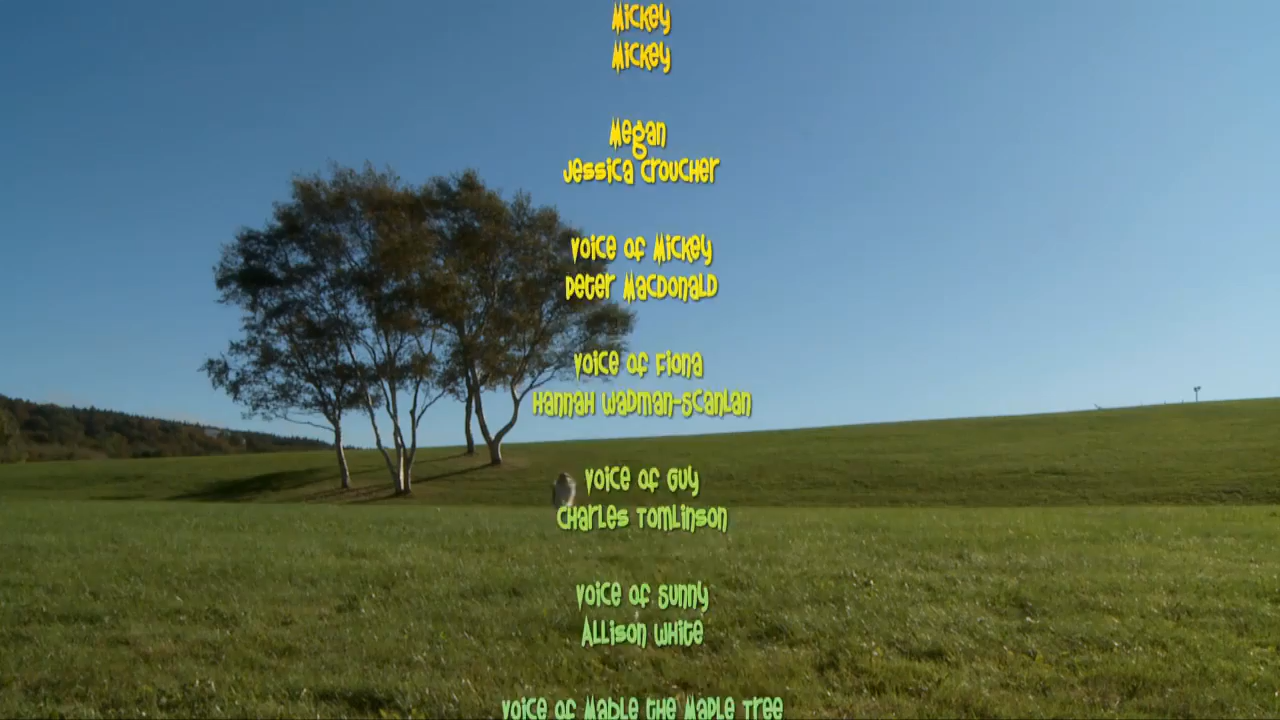 Mickey
Mickey
Megan
Jessica Croucher
Voice of Mickey
Peter MacDonald
Voice of Fiona
Hannah Wadman-Scanlan
Voice of Guy
Charles Tomlinson
Voice of Sunny
Allison White
Voice of Mable the Maple Tree